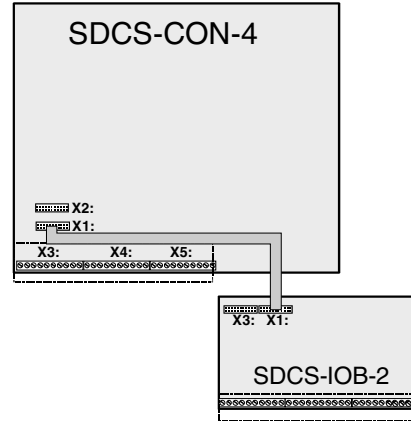 SDCS-CON-4
X2:
X1:
X3: X4: X5:
X3: X1:
SDCS-IOB-2